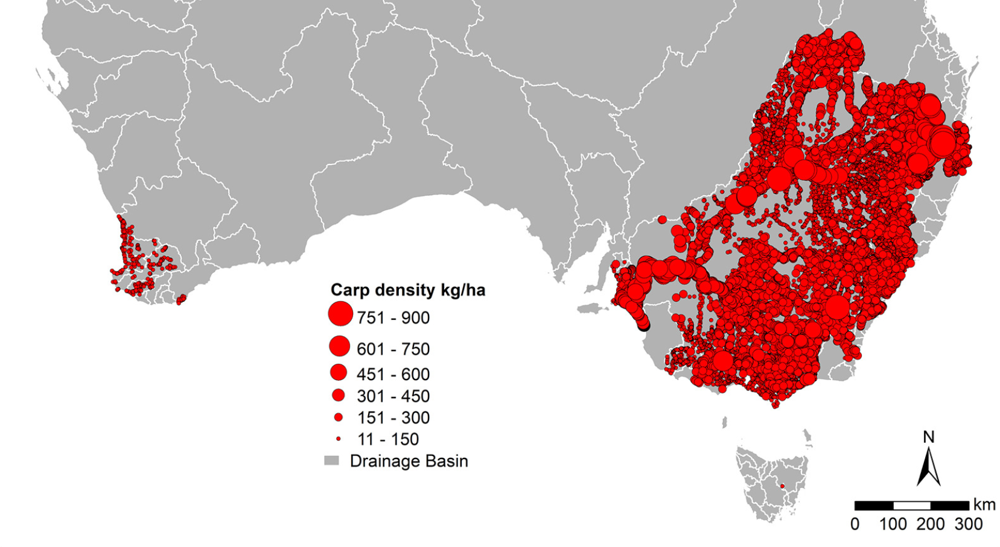 Carp density kg/ha
751 - 900
601 - 750
451 - 600
301 - 450
151 - 300
11 - 150
Drainage Basin
N
km
0 100 200 300